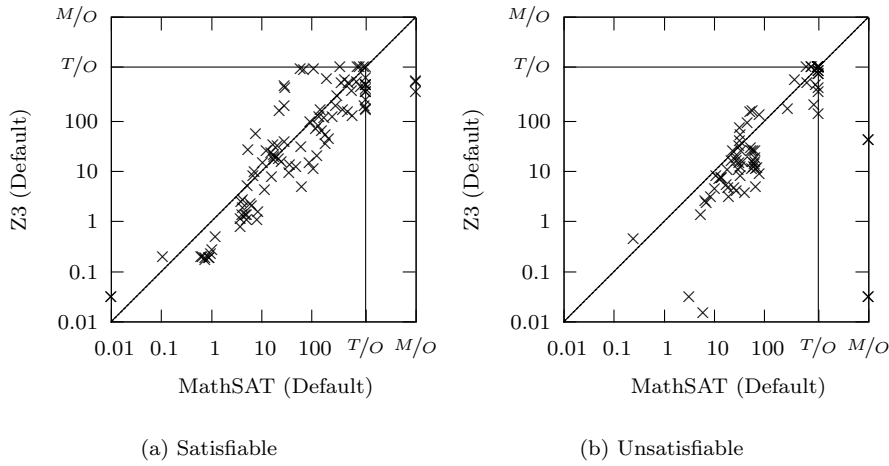 M/O
T/O
100
10
1
0.1
0.01
Z3 (Default)
0.01 0.1 1 10 100 T/O M/O
MathSAT (Default)
(a) Satisfiable
M/O
T/O
100
10
1
0.1
0.01
Z3 (Default)
0.01 0.1 1 10 100 T/O M/O
MathSAT (Default)
(b) Unsatisfiable